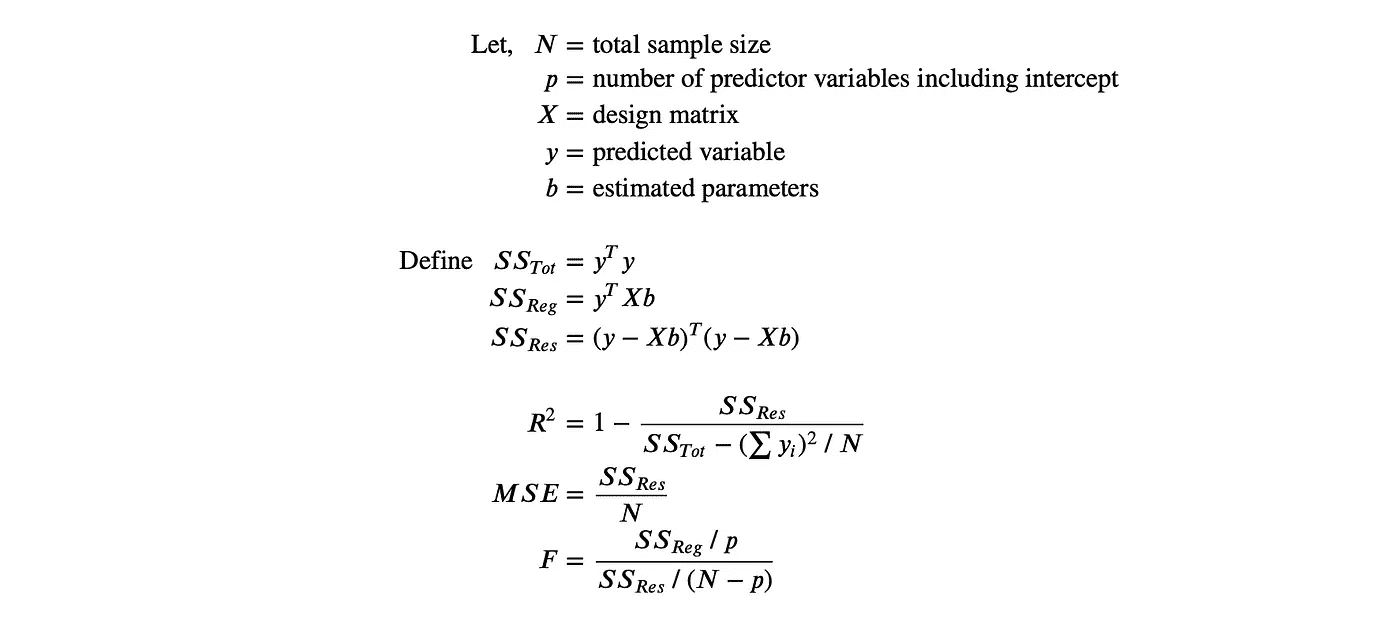 Let, N = total sample size
p = number of predictor variables including intercept
X = design matrix
y = predicted variable
b = estimated parameters
Define SS_{Tot} = y^T y
SS_{Reg} = y^T Xb
SS_{Res} = (y − Xb)^T (y − Xb)
R² = 1 − \frac{SS_{Res}}{SS_{Tot} − (∑ y_i)² / N}
MSE = \frac{SS_{Res}}{N}
F = \frac{SS_{Reg} / p}{SS_{Res} / (N − p)}